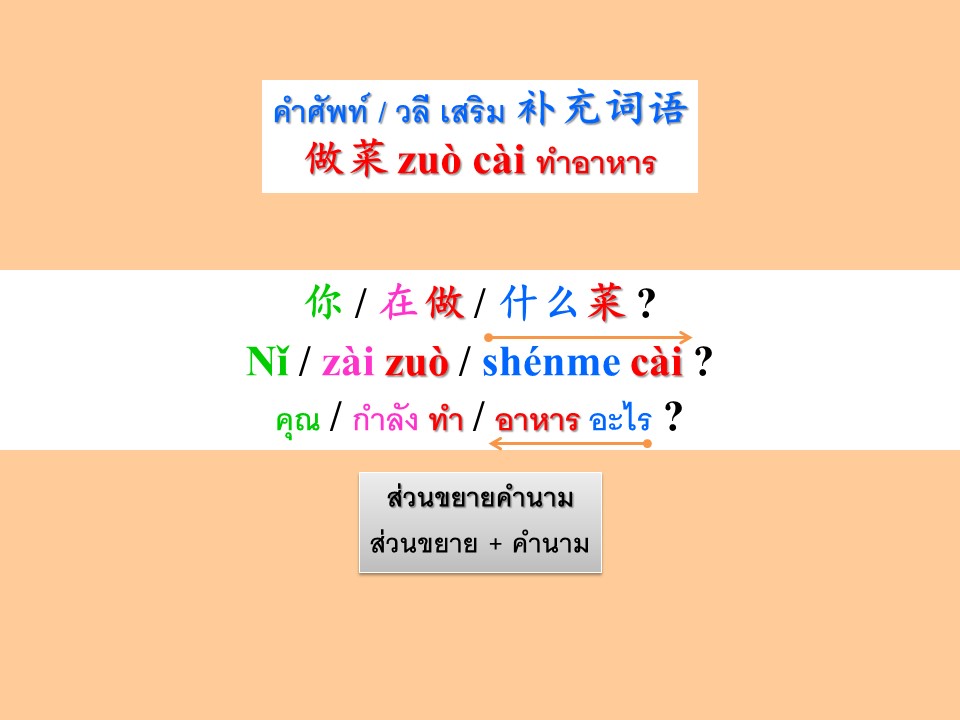 คำศัพท์ / วลี เสริม 补充词语
做菜 zuò cài ทำอาหาร
你 / 在做 / 什么菜 ?
Nǐ / zài zuò / shénme cài ?
คุณ / กำลัง ทำ / อาหาร อะไร ?
ส่วนขยายคำนาม
ส่วนขยาย + คำนาม